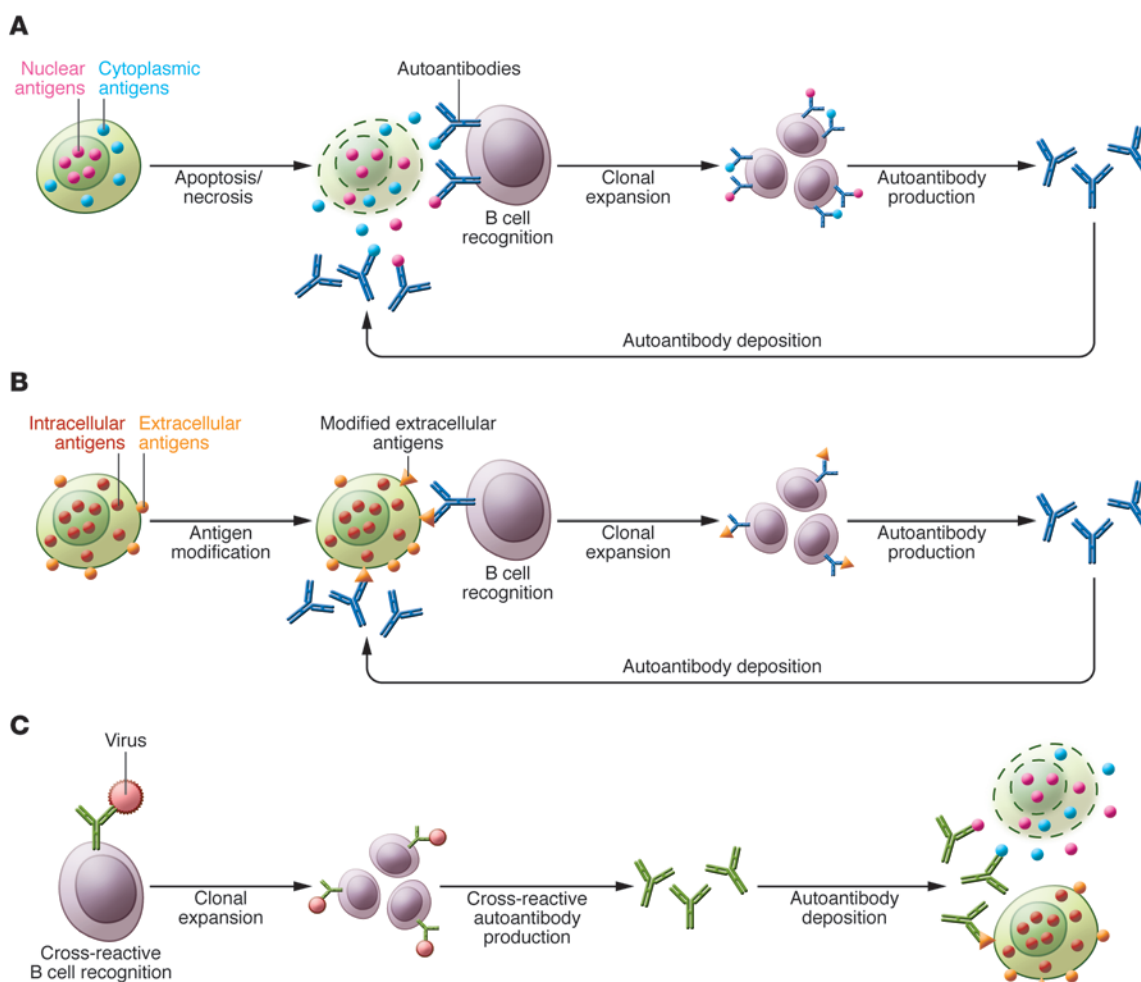 A
Nuclear
antigens
Cytoplasmic
antigens
Autoantibodies
Apoptosis/
necrosis
B cell
recognition
Clonal
expansion
Autoantibody
production
Autoantibody deposition
B
Intracellular
antigens
Extracellular
antigens
Modified extracellular
antigens
Antigen
modification
B cell
recognition
Clonal
expansion
Autoantibody
production
Autoantibody deposition
C
Virus
Cross-reactive
B cell recognition
Clonal
expansion
Cross-reactive
autoantibody
production
Autoantibody
deposition